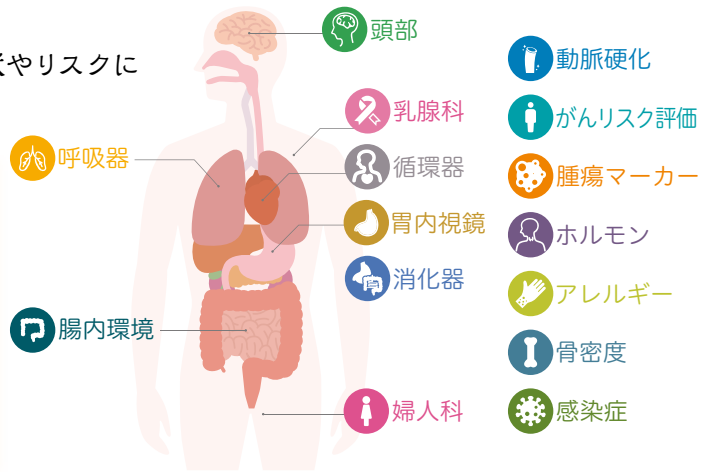 やリスクに
頭部
乳腺科
循環器
胃内視鏡
消化器
婦人科
呼吸器
腸内環境
動脈硬化
がんリスク評価
腫瘍マーカー
ホルモン
アレルギー
骨密度
感染症